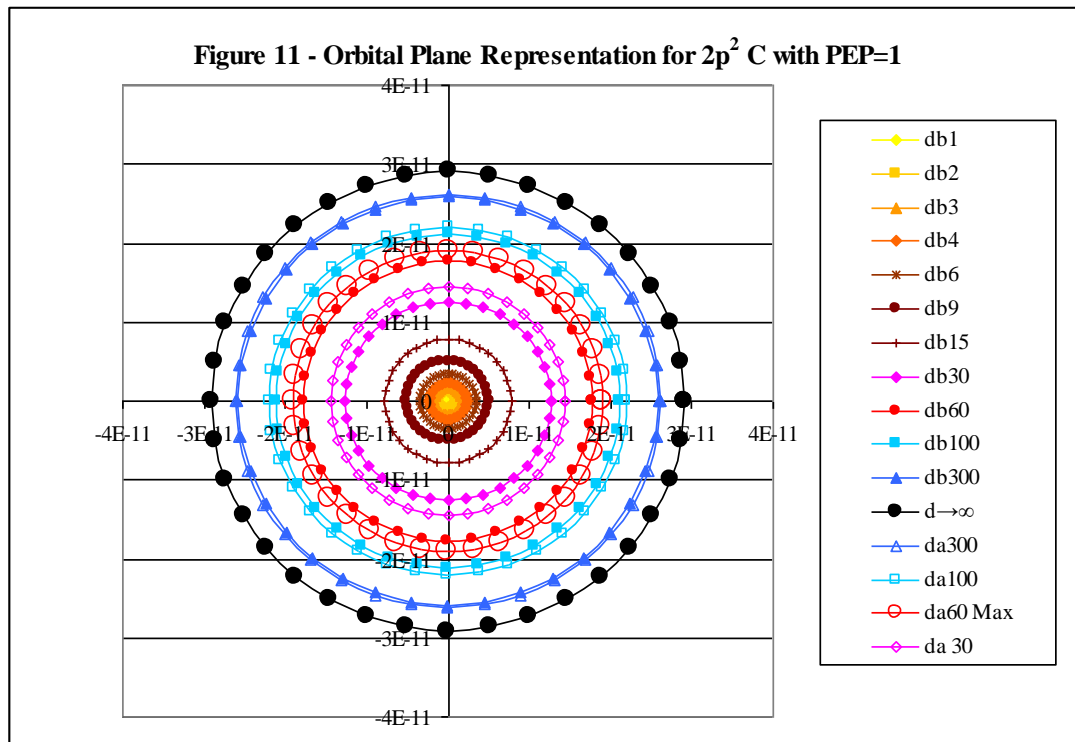 Figure 11 - Orbital Plane Representation for 2p² C with PEP=1
4E-11
3E-11
2E-11
1E-11
0
-4E-11 -3E-11 -2E-11 -1E-11 0 1E-11 2E-11 3E-11 4E-11
-1E-11
-2E-11
-3E-11
-4E-11
db1
db2
db3
db4
db6
db9
db15
db30
db60
db100
db300
d→∞
da300
da100
da60 Max
da 30